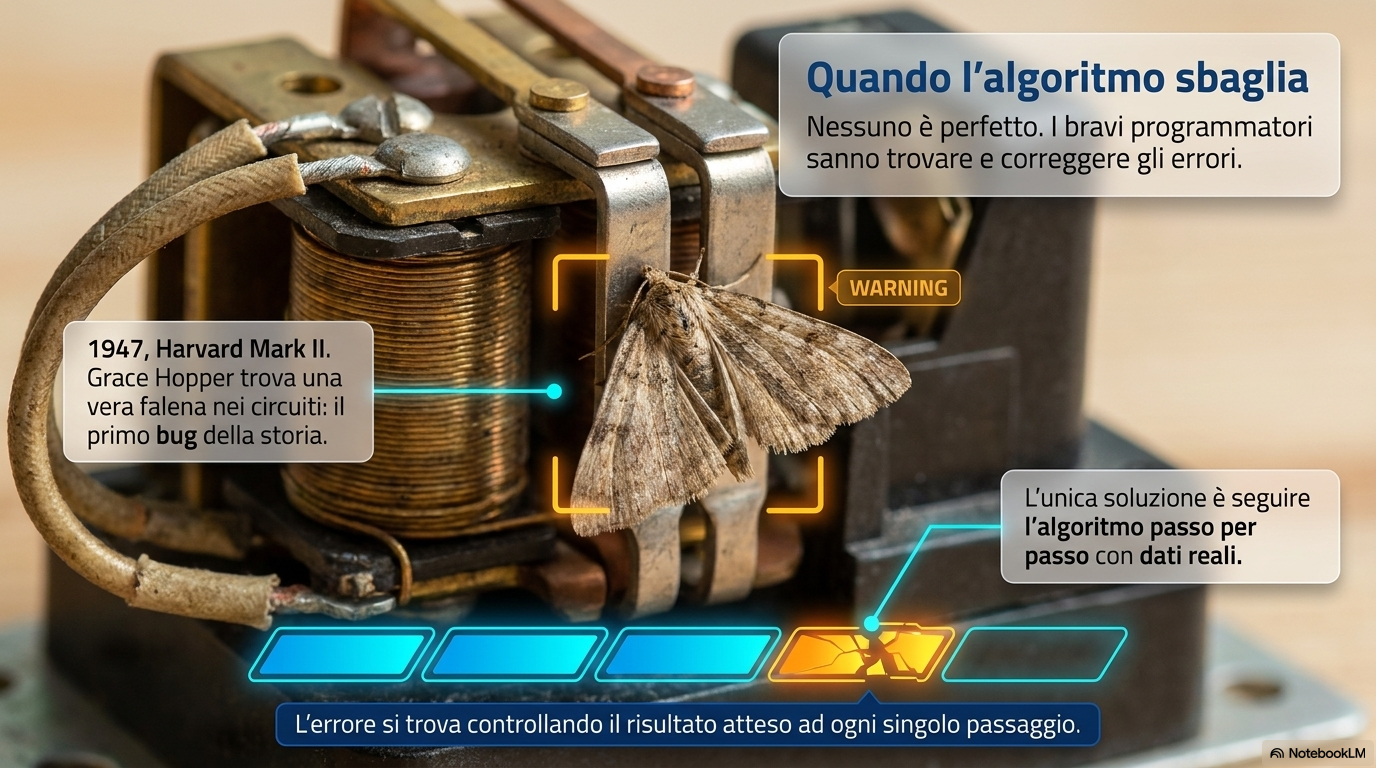 Quando l'algoritmo sbaglia
Nessuno è perfetto. I bravi programmatori
sanno trovare e correggere gli errori.
WARNING
1947, Harvard Mark II.
Grace Hopper trova una
vera falena nei circuiti: il
primo bug della storia.
L'unica soluzione è seguire
l'algoritmo passo per
passo con dati reali.
L'errore si trova controllando il risultato atteso ad ogni singolo passaggio.
NotebookLM